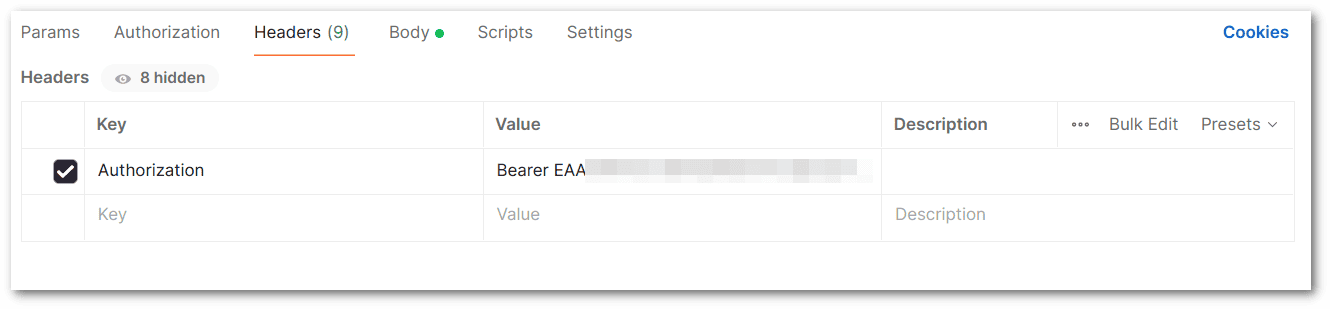 Params Authorization Headers (9) Body Scripts Settings Cookies
Headers 8 hidden
Key Value Description Bulk Edit Presets
Authorization Bearer EAA
Key Value Description